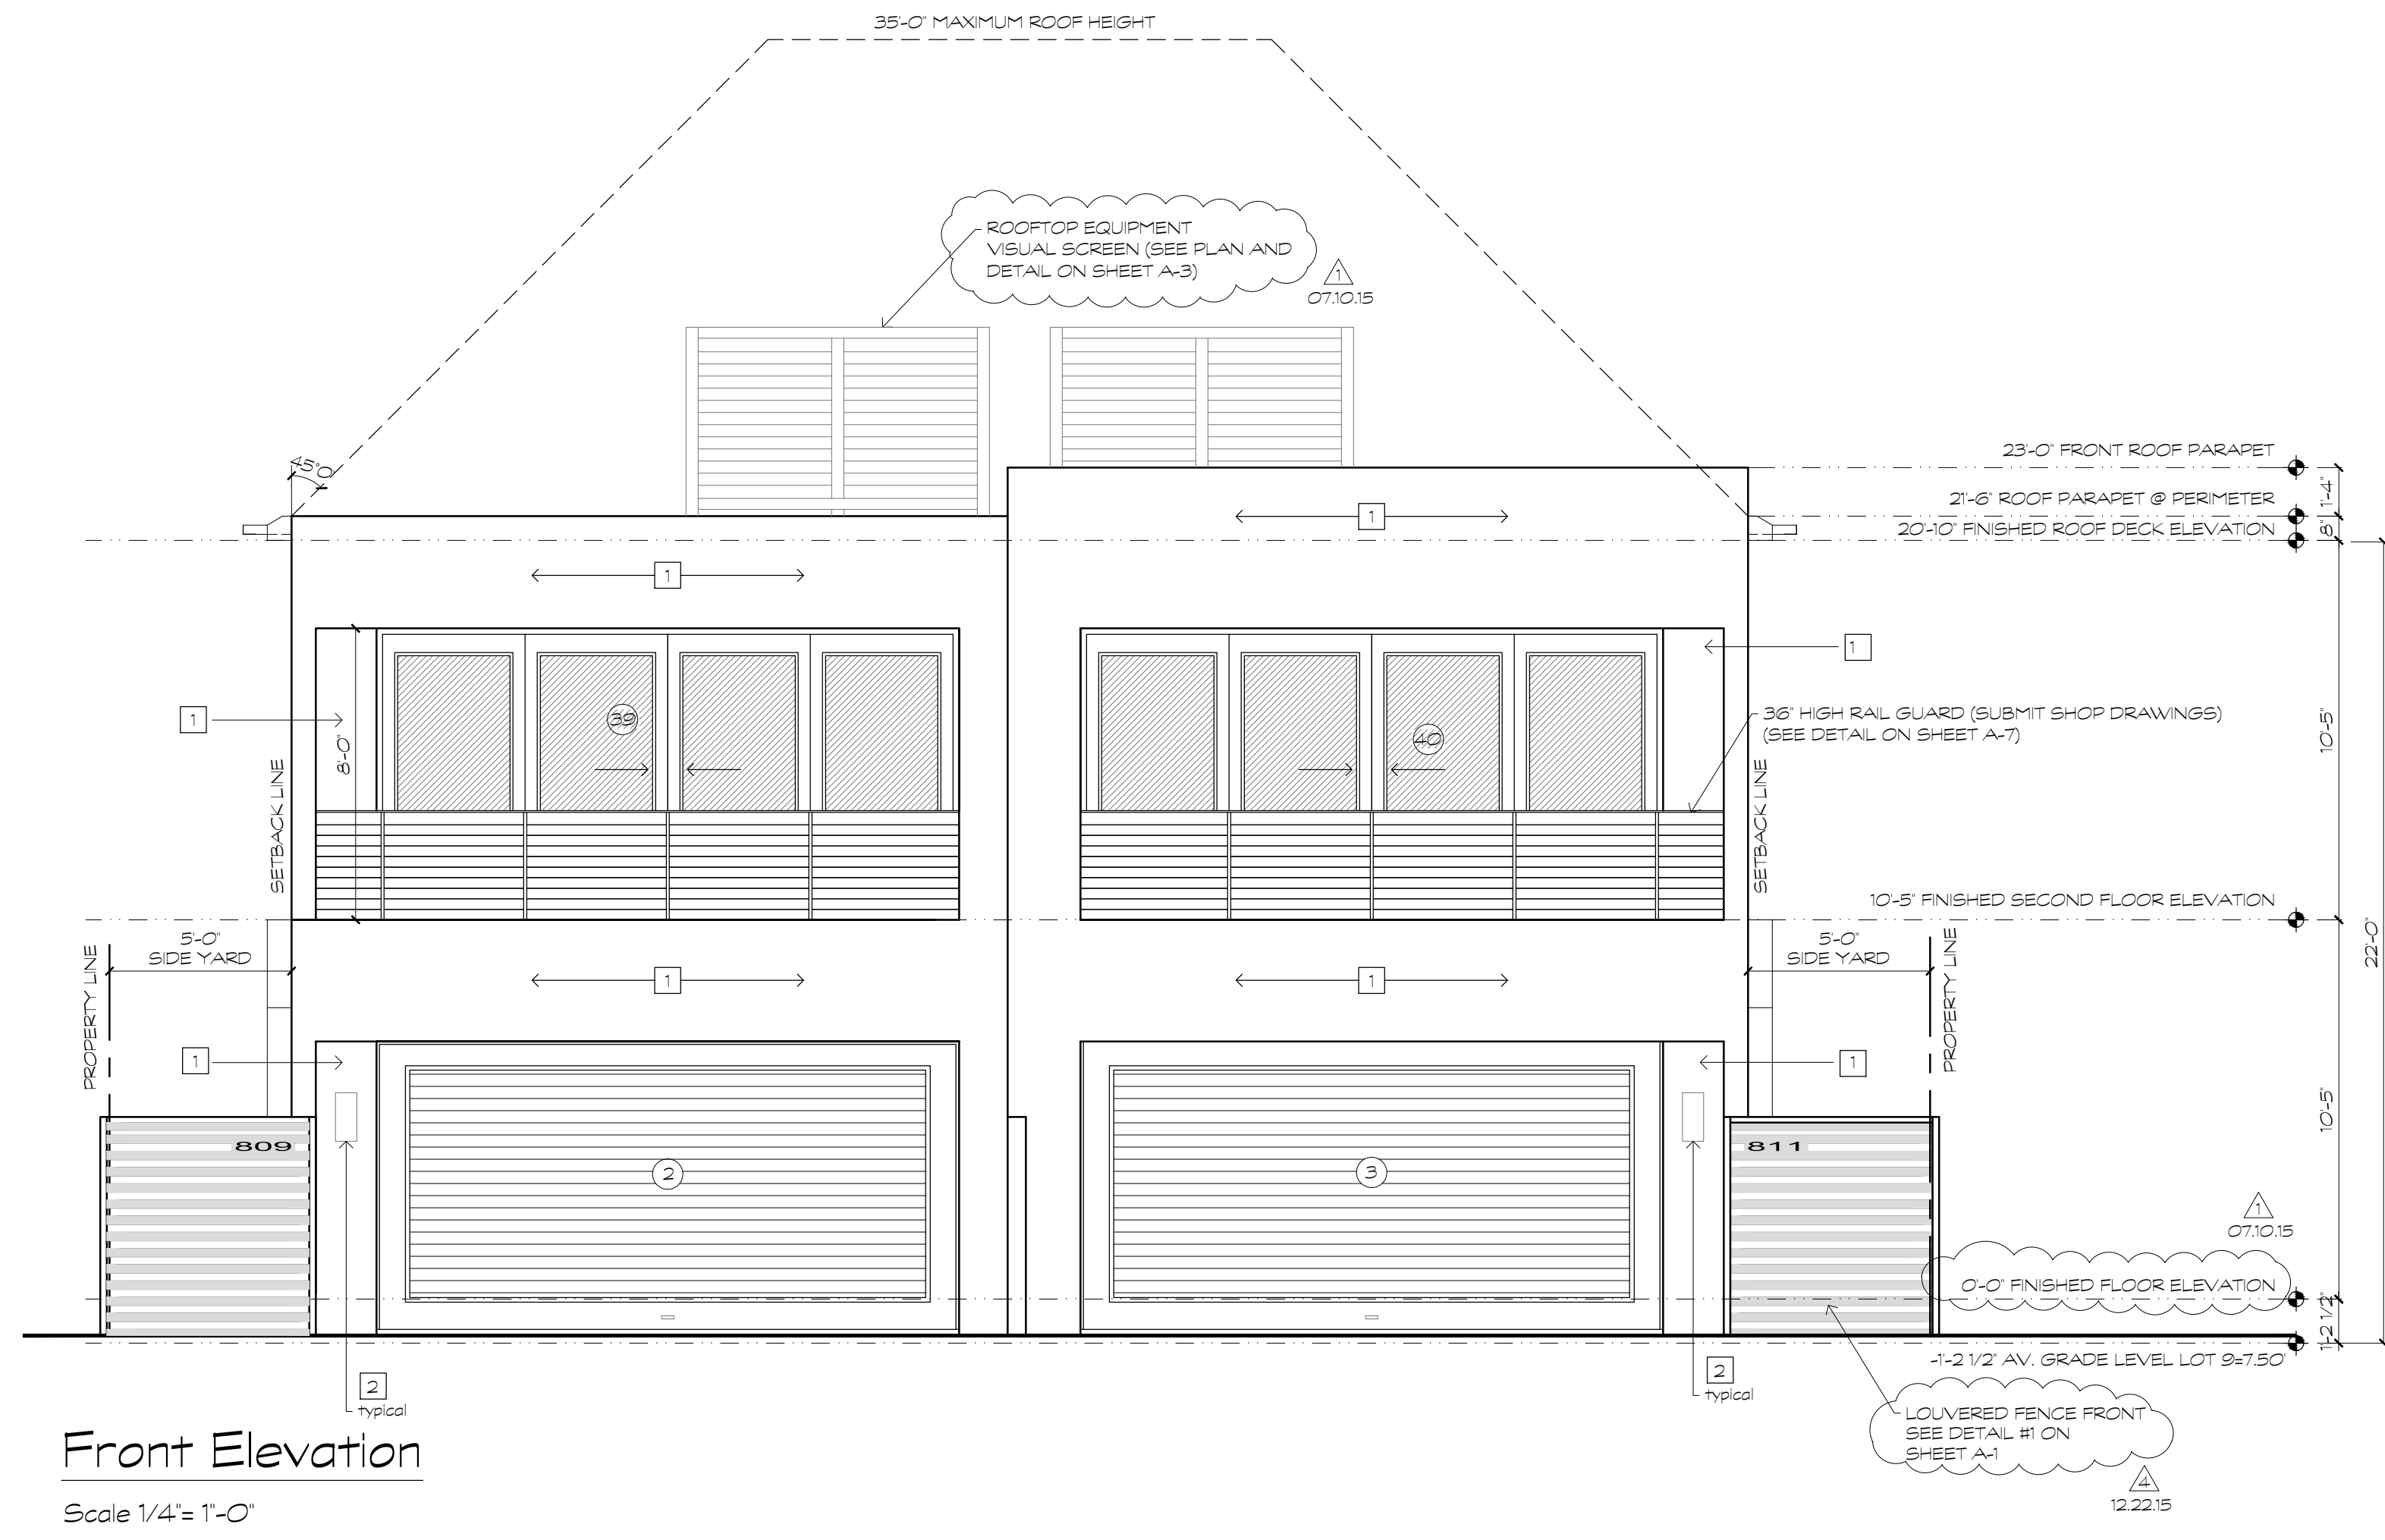 35'-0" MAXIMUM ROOF HEIGHT
ROOFTOP EQUIPMENT
VISUAL SCREEN (SEE PLAN AND
DETAIL ON SHEET A-3)
1
07.10.15
45°0'
23'-0" FRONT ROOF PARAPET
21'-6" ROOF PARAPET @ PERIMETER
20'-10" FINISHED ROOF DECK ELEVATION
1'-4"
8"
1
1
1
1
39
40
8'-0"
36" HIGH RAIL GUARD (SUBMIT SHOP DRAWINGS)
(SEE DETAIL ON SHEET A-7)
10'-5"
SETBACK LINE
SETBACK LINE
10'-5" FINISHED SECOND FLOOR ELEVATION
5'-0"
SIDE YARD
5'-0"
SIDE YARD
PROPERTY LINE
PROPERTY LINE
22'-0"
1
1
1
1
10'-5"
809
811
2
3
1
07.10.15
0'-0" FINISHED FLOOR ELEVATION
1'-2 1/2"
-1'-2 1/2" AV. GRADE LEVEL LOT 9=7.50'
2
typical
2
typical
LOUVERED FENCE FRONT
SEE DETAIL #1 ON
SHEET A-1
4
12.22.15
Front Elevation
Scale 1/4"= 1"-0"